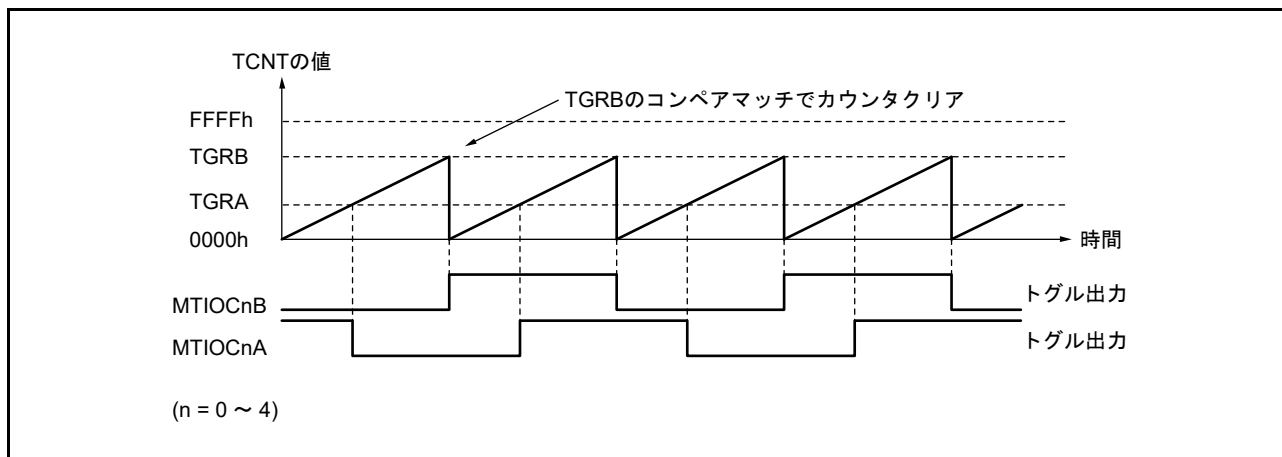 TCNTの値
TGRBのコンペアマッチでカウンタクリア
FFFFh
TGRB
TGRA
0000h
時間
MTIOCnB
トグル出力
MTIOCnA
トグル出力
(n = 0 ～ 4)